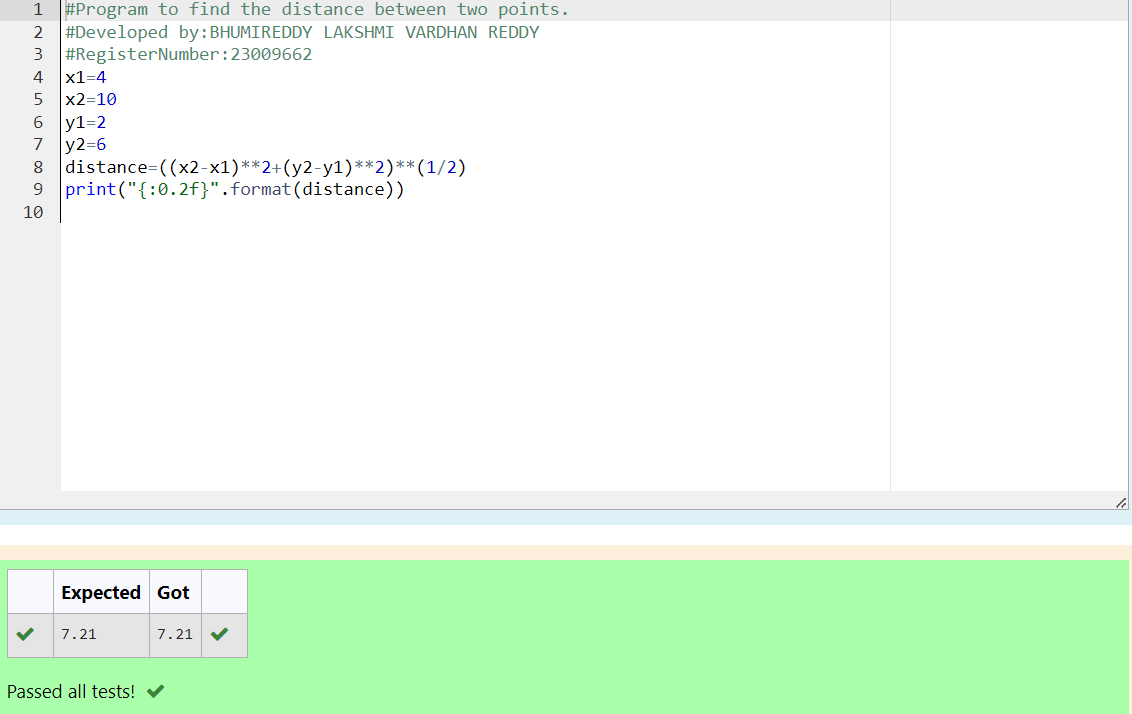 1 #Program to find the distance between two points.
2 #Developed by:BHUMIREDDY LAKSHMI VARDHAN REDDY
3 #RegisterNumber:23009662
4 x1=4
5 x2=10
6 y1=2
7 y2=6
8 distance=((x2-x1)**2+(y2-y1)**2)**(1/2)
9 print("{:0.2f}".format(distance))
10
Expected Got
7.21 7.21
Passed all tests!